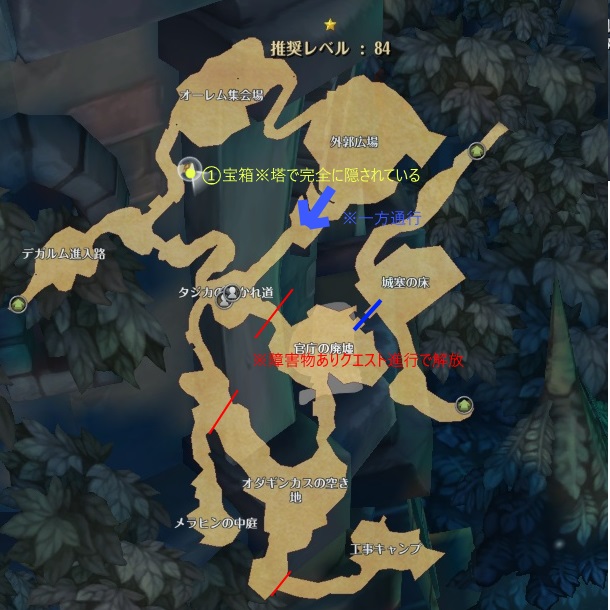 推奨レベル : 84
オーレム集会場
外郭広場
①宝箱※塔で完全に隠されている
※一方通行
デカルム進入路
城塞の床
タジカの かれ道
官庁の廃墟
※障害物ありクエスト進行で解放
オダギンカスの空き
地
メラヒンの中庭
工事キャンプ